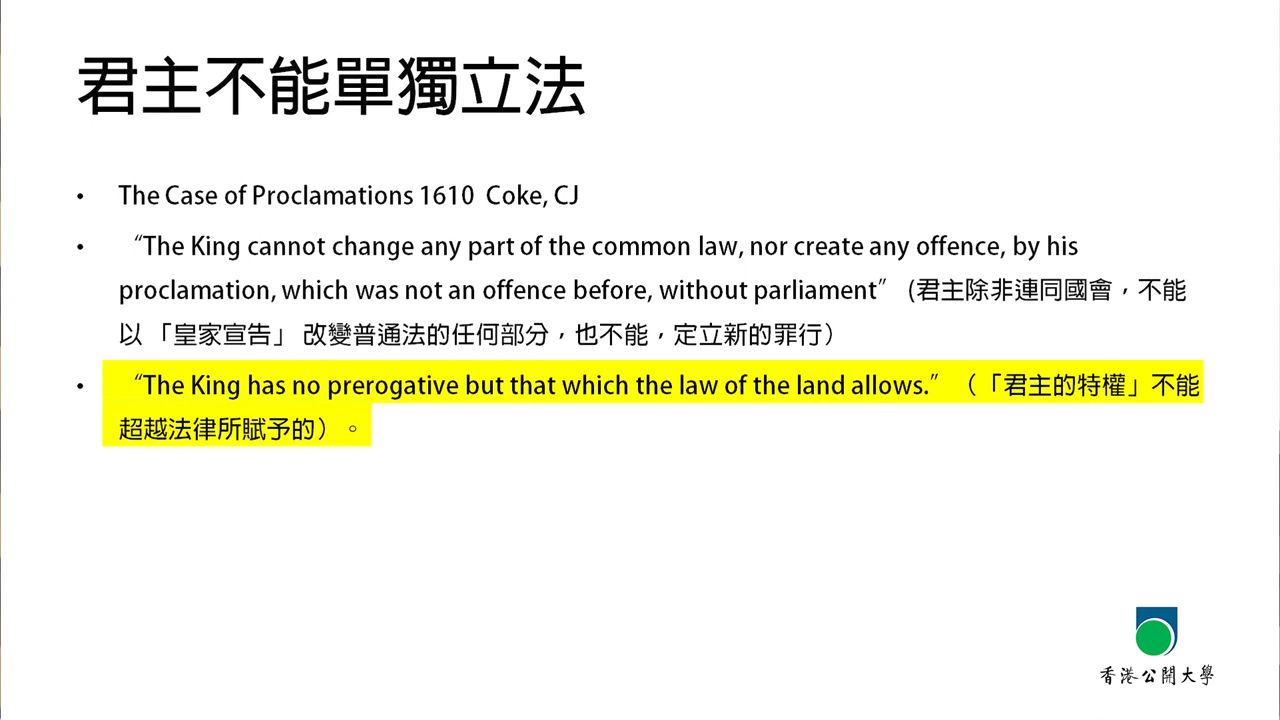 君主不能單獨立法
• The Case of Proclamations 1610 Coke, CJ
• “The King cannot change any part of the common law, nor create any offence, by his
proclamation, which was not an offence before, without parliament” (君主除非連同國會，不能
以「皇家宣告」 改變普通法的任何部分，也不能，定立新的罪行）
• “The King has no prerogative but that which the law of the land allows.” （「君主的特權」不能
超越法律所賦予的）。
香港公開大學